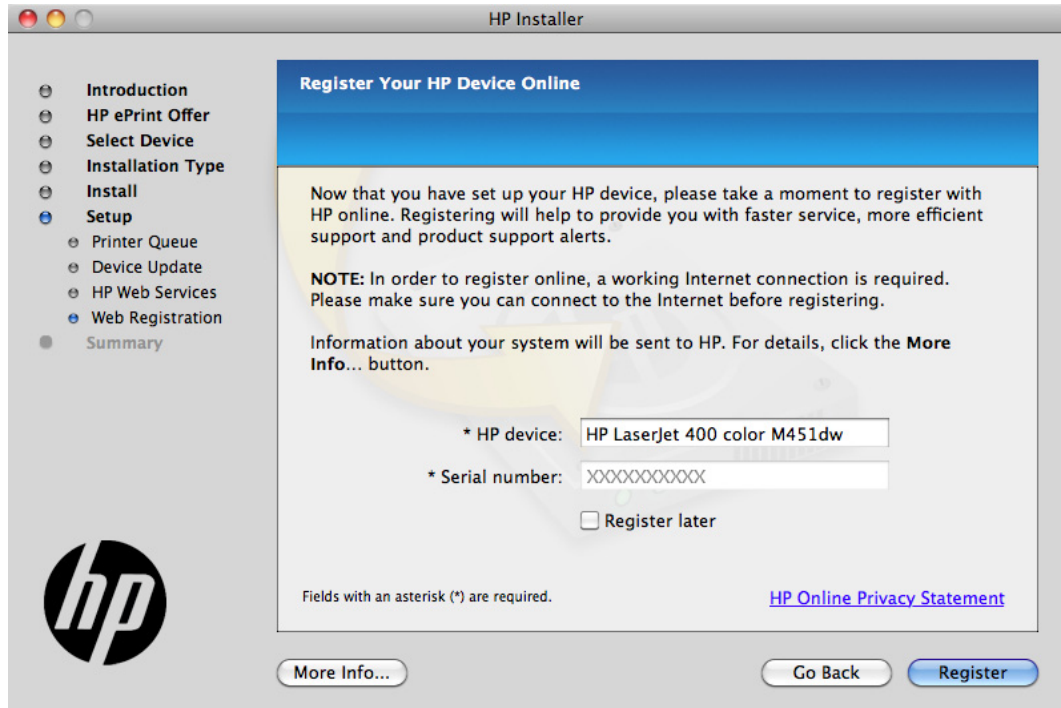 HP Installer
Introduction
HP ePrint Offer
Select Device
Installation Type
Install
Setup
Printer Queue
Device Update
HP Web Services
Web Registration
Summary
hp
Register Your HP Device Online
Now that you have set up your HP device, please take a moment to register with
HP online. Registering will help to provide you with faster service, more efficient
support and product support alerts.
NOTE: In order to register online, a working Internet connection is required.
Please make sure you can connect to the Internet before registering.
Information about your system will be sent to HP. For details, click the More
Info... button.
* HP device: HP LaserJet 400 color M451dw
* Serial number: XXXXXXXXXX
Register later
Fields with an asterisk (*) are required. HP Online Privacy Statement
More Info... Go Back Register